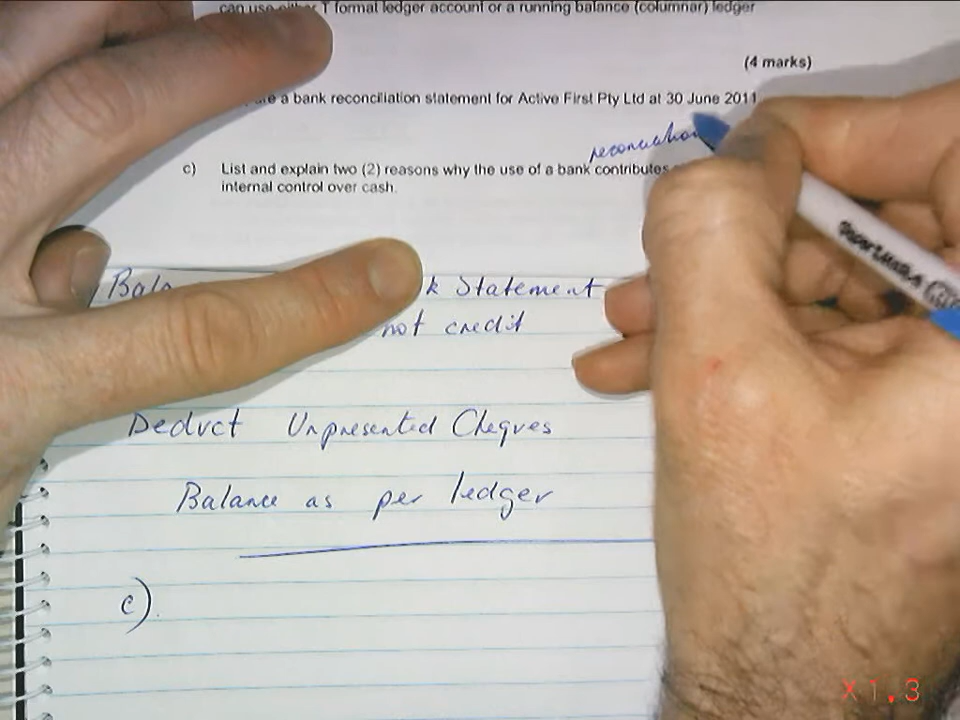 can use either T formal ledger account or a running balance (columnar) ledger
(4 marks)
a bank reconciliation statement for Active First Pty Ltd at 30 June 2011
c) List and explain two (2) reasons why the use of a bank contributes
internal control over cash.
k Statement
not credit
Deduct Unpresented Cheques
Balance as per ledger
c)
X1.3